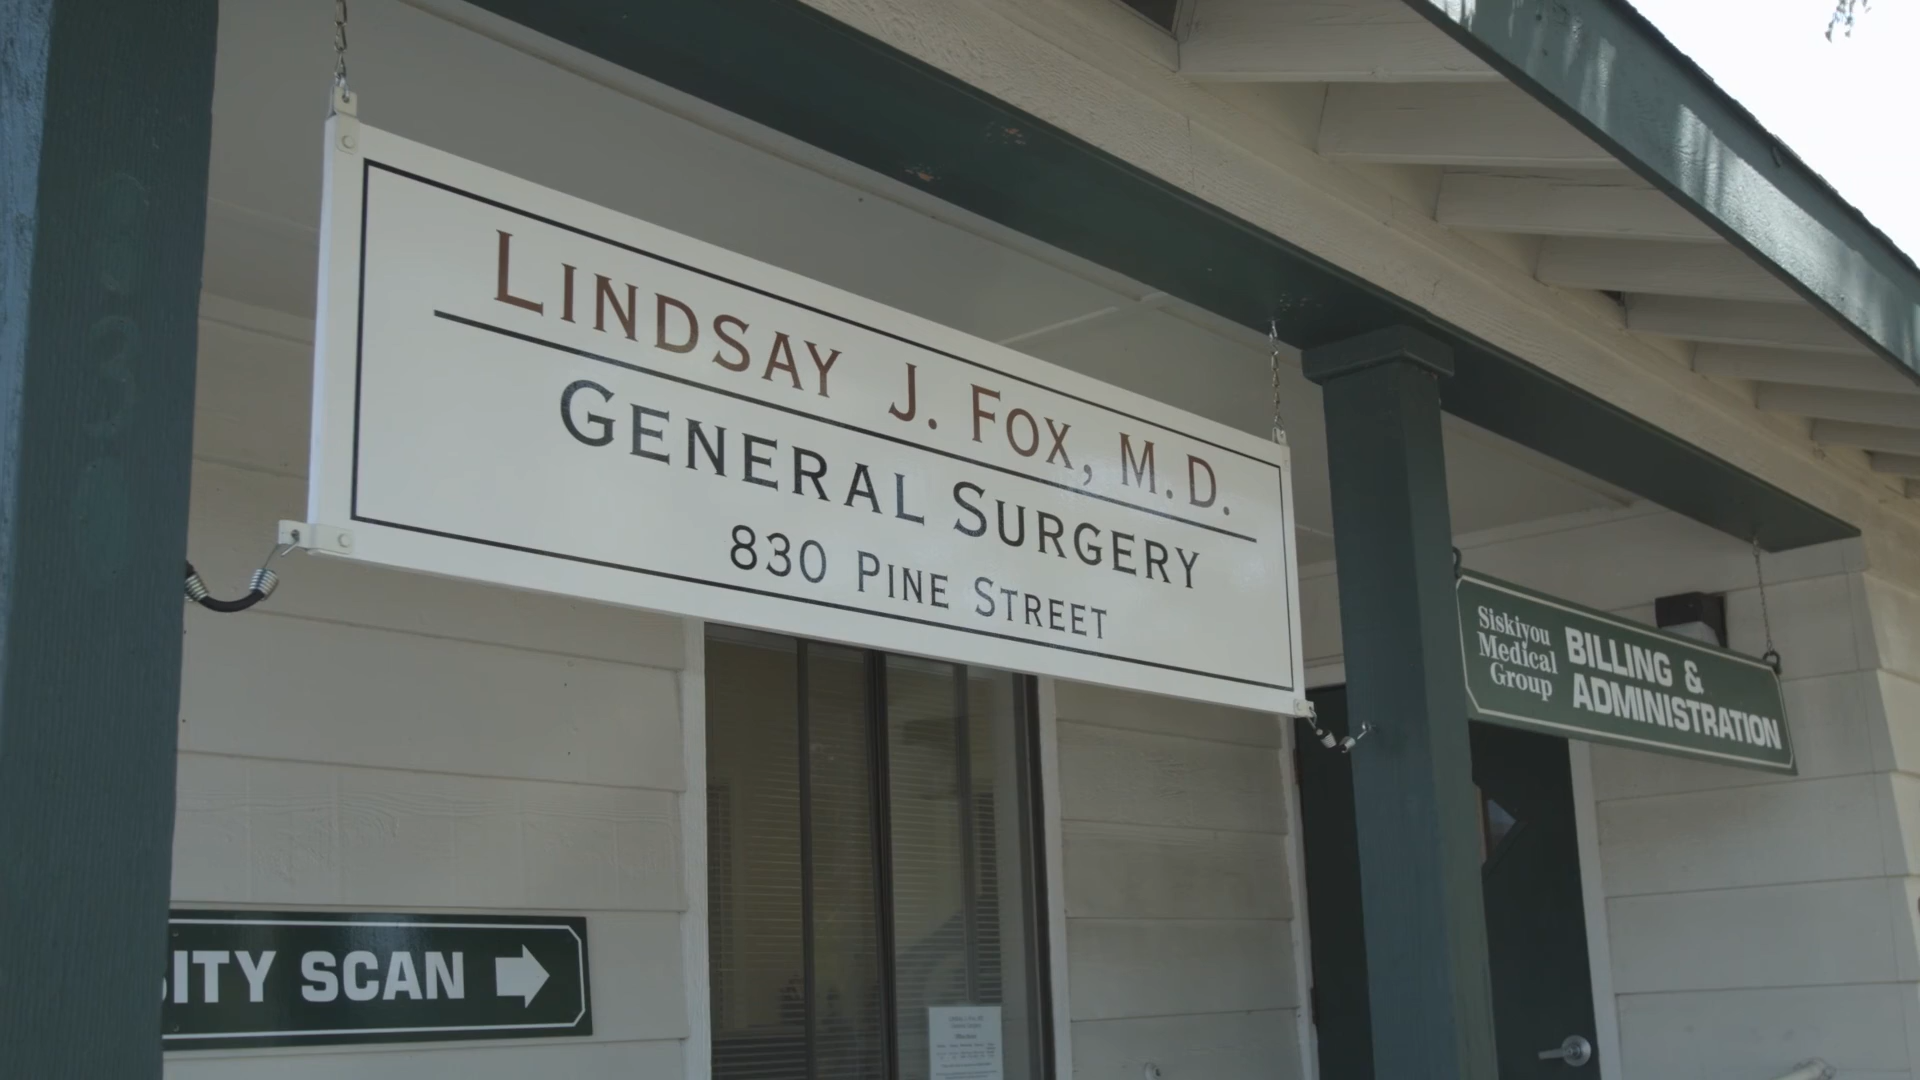 LINDSAY J. FOX, M.D.
GENERAL SURGERY
830 PINE STREET
Siskiyou
Medical
Group
BILLING &
ADMINISTRATION
ITY SCAN